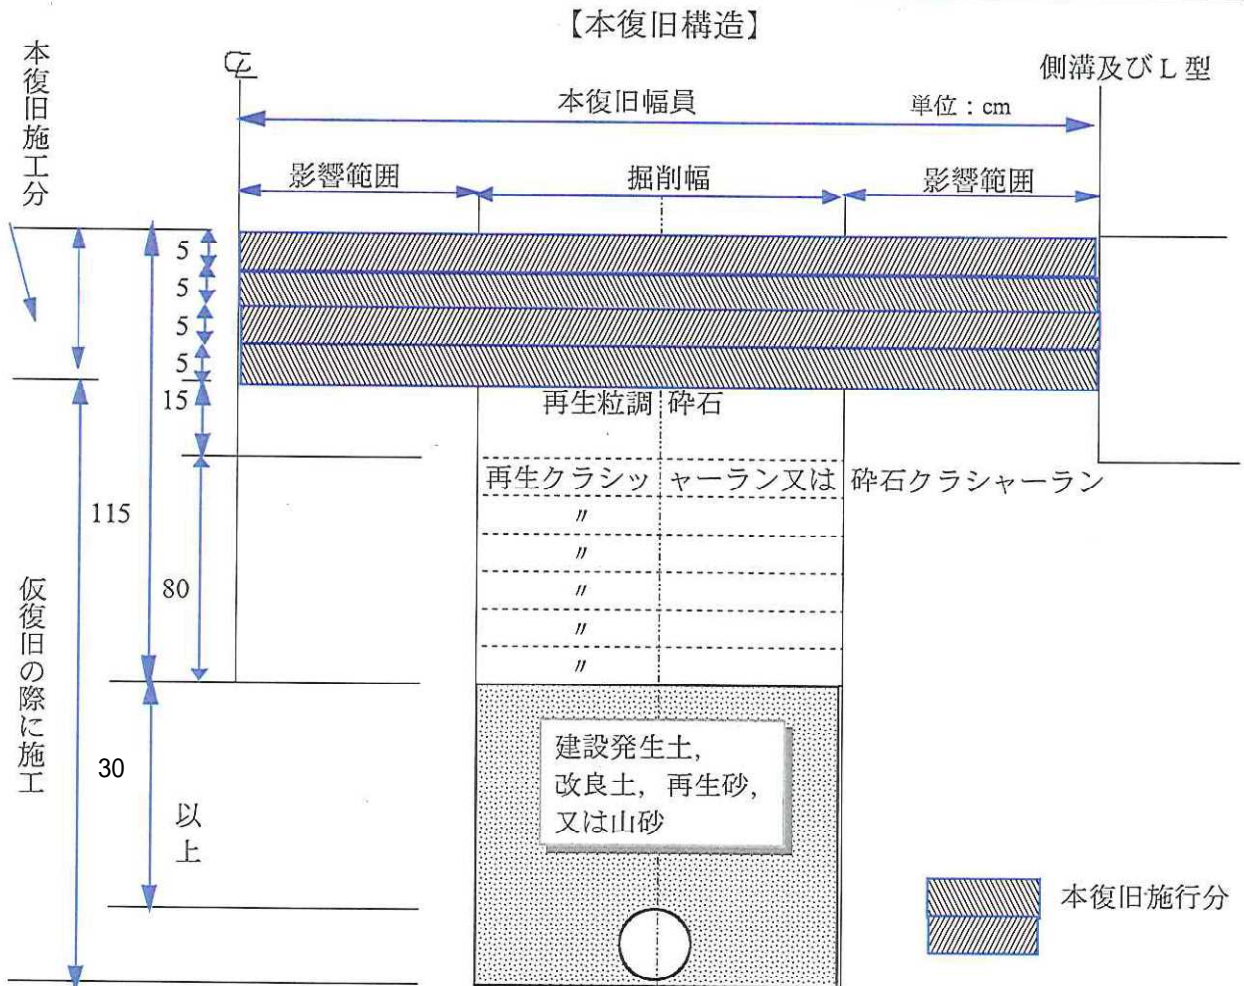 【本復旧構造】
本復旧施工分
℄
側溝及びL型
本復旧幅員
単位：cm
影響範囲
掘削幅
影響範囲
5
5
5
5
15
再生粒調砕石
再生クラシッャーラン又は砕石クラシャーラン
〃
115
〃
〃
80
〃
〃
仮復旧の際に施工
30
以上
建設発生土，
改良土，再生砂，
又は山砂
本復旧施行分